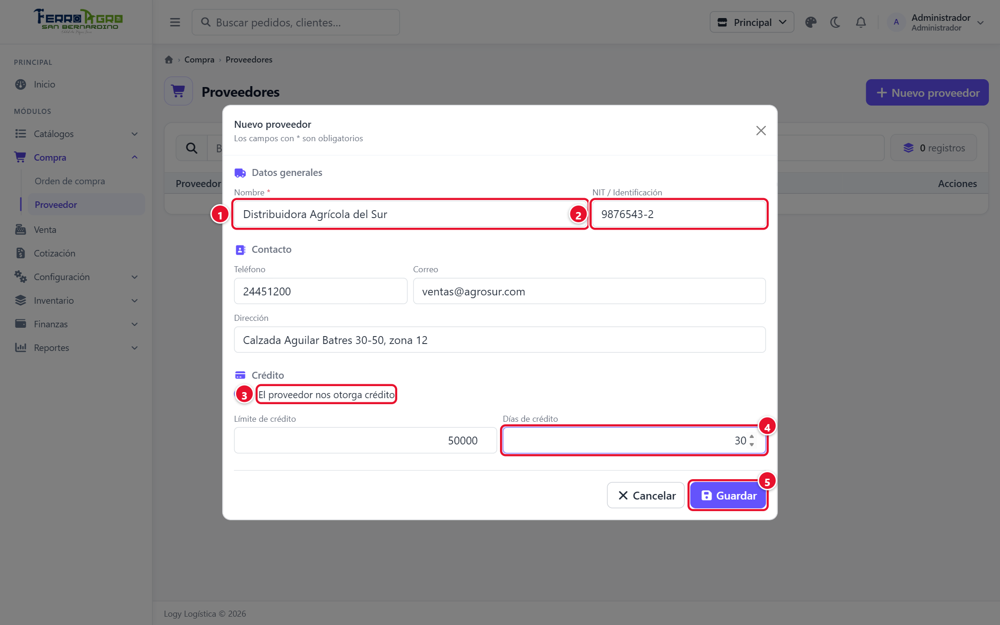 FERRO AGRO
SAN BERNARDINO
Buscar pedidos, clientes...
Principal
A
Administrador
Administrador
PRINCIPAL
Inicio
MÓDULOS
Catálogos
Compra
Orden de compra
Proveedor
Venta
Cotización
Configuración
Inventario
Finanzas
Reportes
Compra › Proveedores
Proveedores
Nuevo proveedor
B
0 registros
Proveedor
Acciones
Nuevo proveedor
Los campos con * son obligatorios
Datos generales
Nombre *
NIT / Identificación
1
Distribuidora Agrícola del Sur
2
9876543-2
Contacto
Teléfono
Correo
24451200
ventas@agrosur.com
Dirección
Calzada Aguilar Batres 30-50, zona 12
Crédito
3
El proveedor nos otorga crédito
Límite de crédito
Días de crédito
50000
30
4
Cancelar
Guardar
5
Logy Logística © 2026